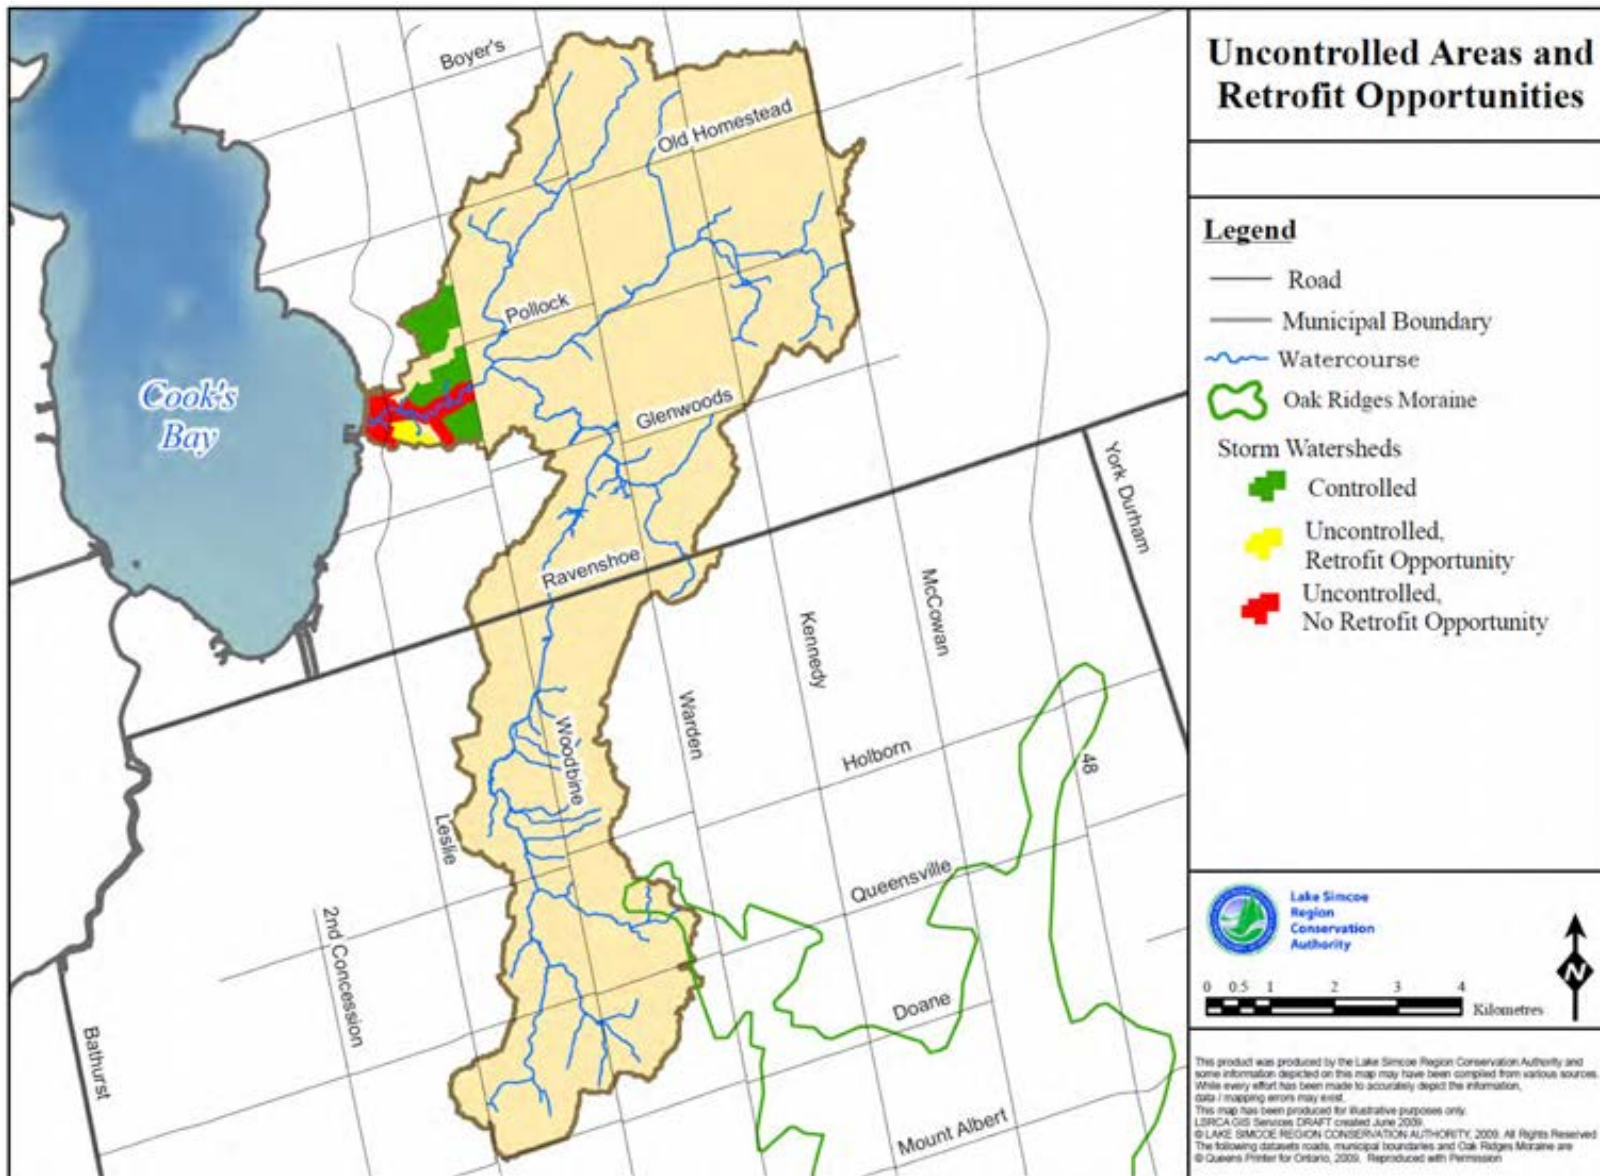 Uncontrolled Areas and
Retrofit Opportunities
Legend
Road
Municipal Boundary
Watercourse
Oak Ridges Moraine
Storm Watersheds
Controlled
Uncontrolled,
Retrofit Opportunity
Uncontrolled,
No Retrofit Opportunity
Lake Simcoe
Region
Conservation
Authority
N
0 0.5 1 2 3 4
Kilometres
This product was produced by the Lake Simcoe Region Conservation Authority and
some information depicted on this map may have been compiled from various sources.
While every effort has been made to accurately depict the information,
data / mapping errors may exist.
This map has been produced for illustrative purposes only.
LSRCA GIS Services DRAFT created June 2009.
© LAKE SIMCOE REGION CONSERVATION AUTHORITY, 2009. All Rights Reserved
The following datasets roads, municipal boundaries and Oak Ridges Moraine are
© Queens Printer for Ontario, 2009. Reproduced with Permission
Boyer's
Old Homestead
Pollock
Cook's
Bay
Glenwoods
Ravenshoe
York Durham
McCowan
Kennedy
Warden
Woodbine
Holborn
48
Leslie
Queensville
2nd Concession
Doane
Bathurst
Mount Albert